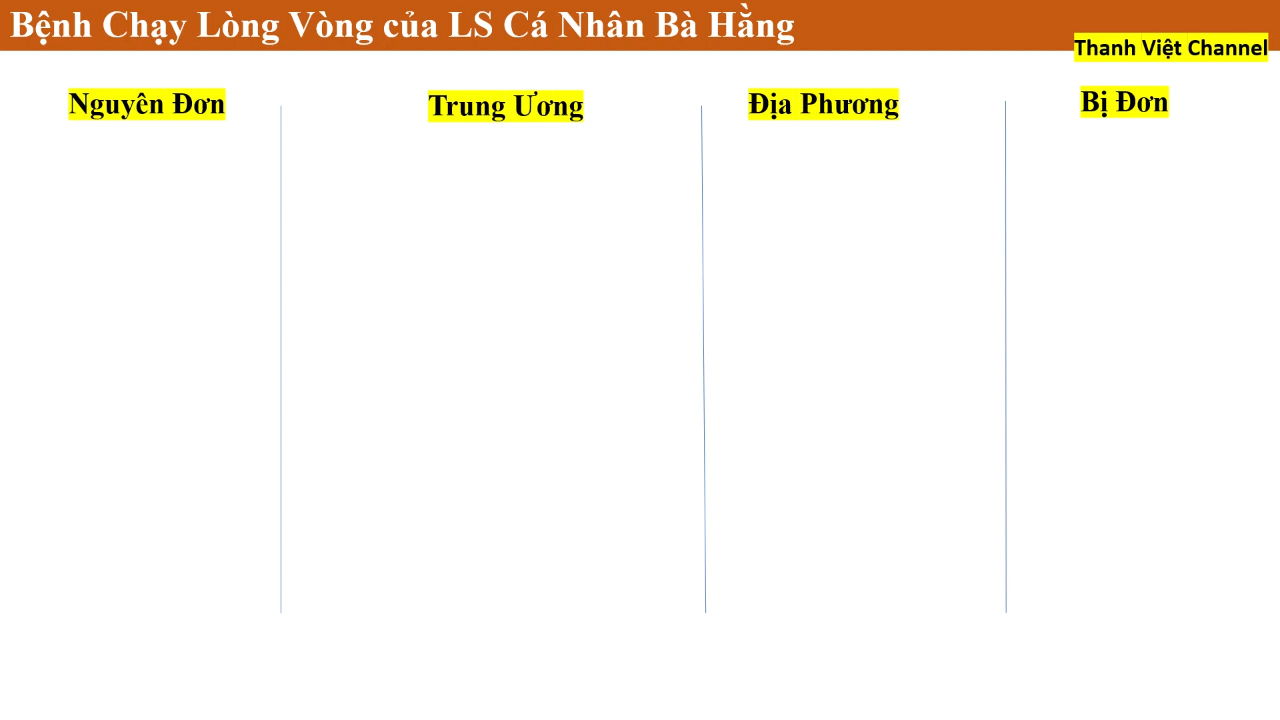 Bệnh Chạy Lòng Vòng của LS Cá Nhân Bà Hằng
Thanh Việt Channel
Nguyên Đơn
Trung Ương
Địa Phương
Bị Đơn